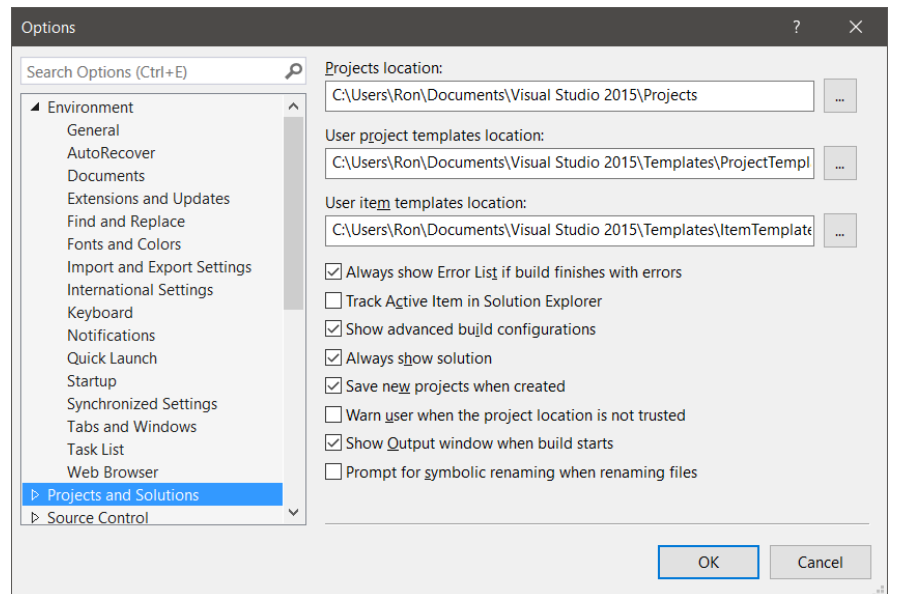 Options
?
Search Options (Ctrl+E)
Environment
General
AutoRecover
Documents
Extensions and Updates
Find and Replace
Fonts and Colors
Import and Export Settings
International Settings
Keyboard
Notifications
Quick Launch
Startup
Synchronized Settings
Tabs and Windows
Task List
Web Browser
Projects and Solutions
Source Control
Projects location:
C:\Users\Ron\Documents\Visual Studio 2015\Projects
...
User project templates location:
C:\Users\Ron\Documents\Visual Studio 2015\Templates\ProjectTempl
...
User item templates location:
C:\Users\Ron\Documents\Visual Studio 2015\Templates\ItemTemplate
...
Always show Error List if build finishes with errors
Track Active Item in Solution Explorer
Show advanced build configurations
Always show solution
Save new projects when created
Warn user when the project location is not trusted
Show Output window when build starts
Prompt for symbolic renaming when renaming files
OK
Cancel